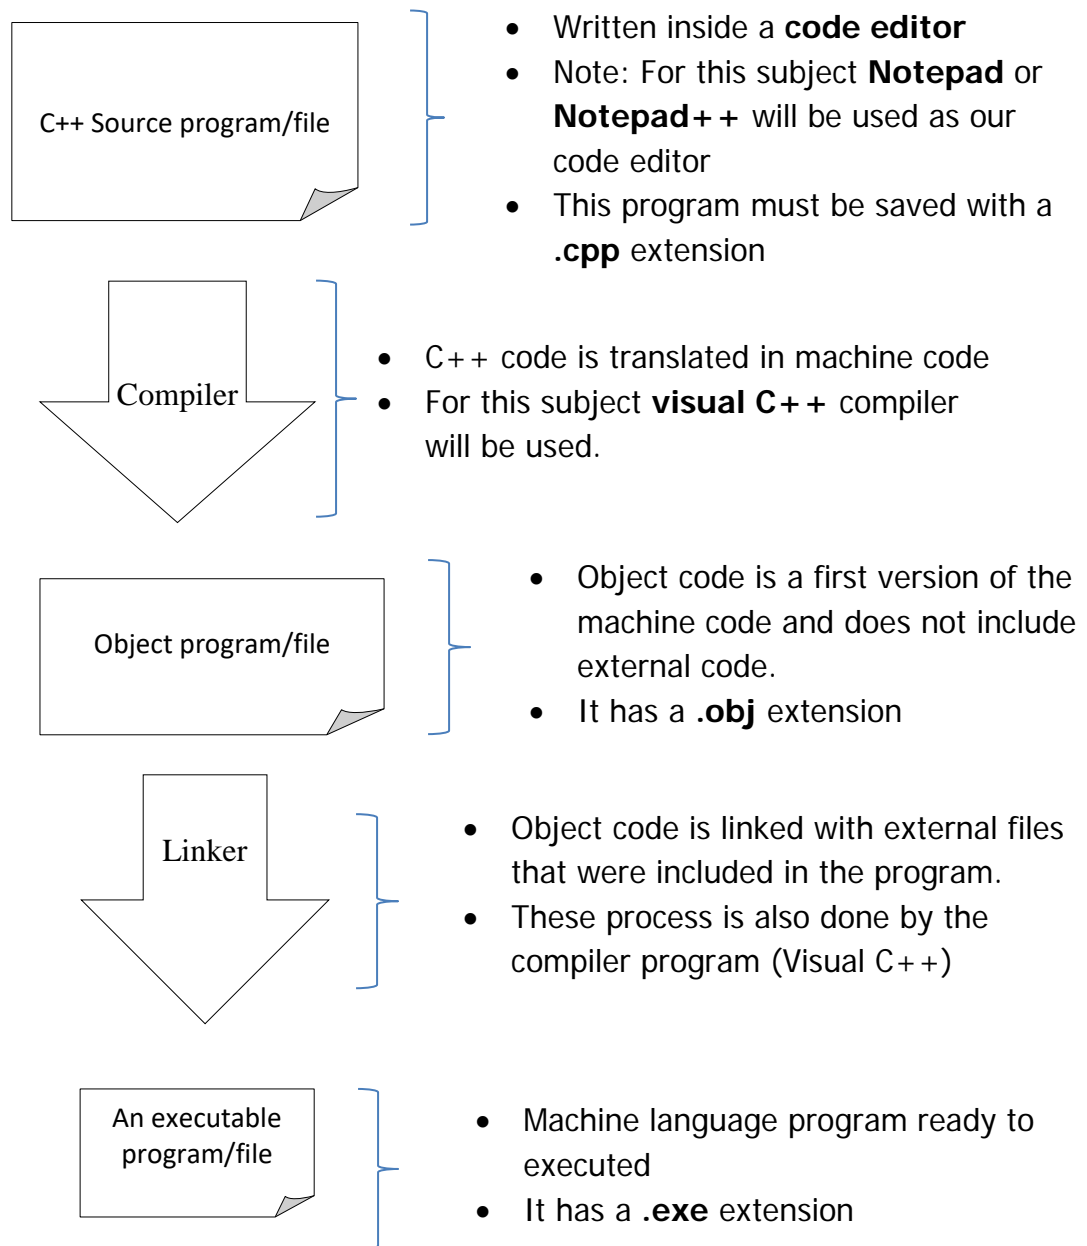 C++ Source program/file
• Written inside a code editor
• Note: For this subject Notepad or
Notepad++ will be used as our
code editor
• This program must be saved with a
.cpp extension
Compiler
• C++ code is translated in machine code
• For this subject visual C++ compiler
will be used.
Object program/file
• Object code is a first version of the
machine code and does not include
external code.
• It has a .obj extension
Linker
• Object code is linked with external files
that were included in the program.
• These process is also done by the
compiler program (Visual C++)
An executable
program/file
• Machine language program ready to
executed
• It has a .exe extension